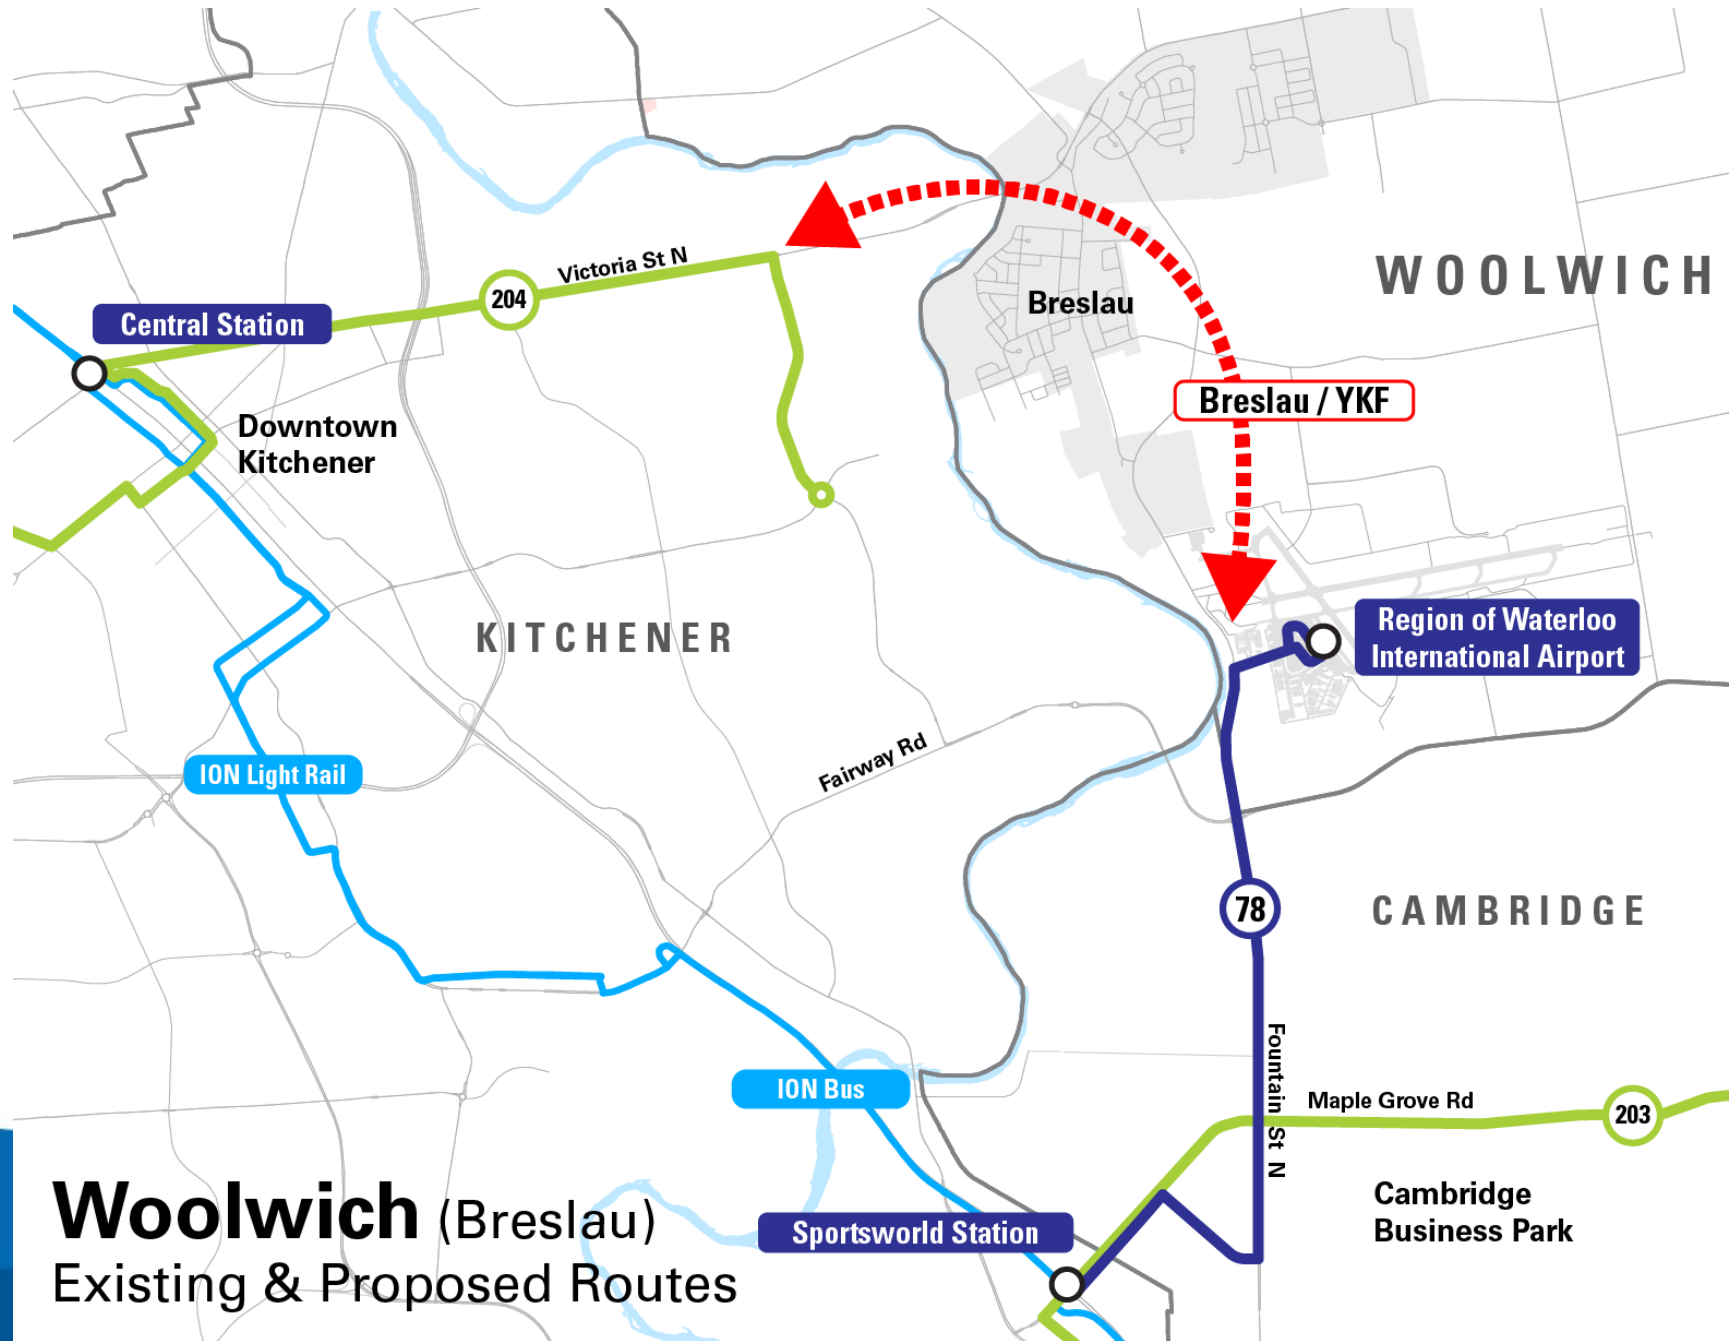 WOOLWICH
Victoria St N
204
Breslau
Central Station
Breslau / YKF
Downtown
Kitchener
KITCHENER
Region of Waterloo
International Airport
Fairway Rd
ION Light Rail
78
CAMBRIDGE
Fountain St N
ION Bus
Maple Grove Rd
203
Cambridge
Business Park
Sportsworld Station
Woolwich (Breslau)
Existing & Proposed Routes